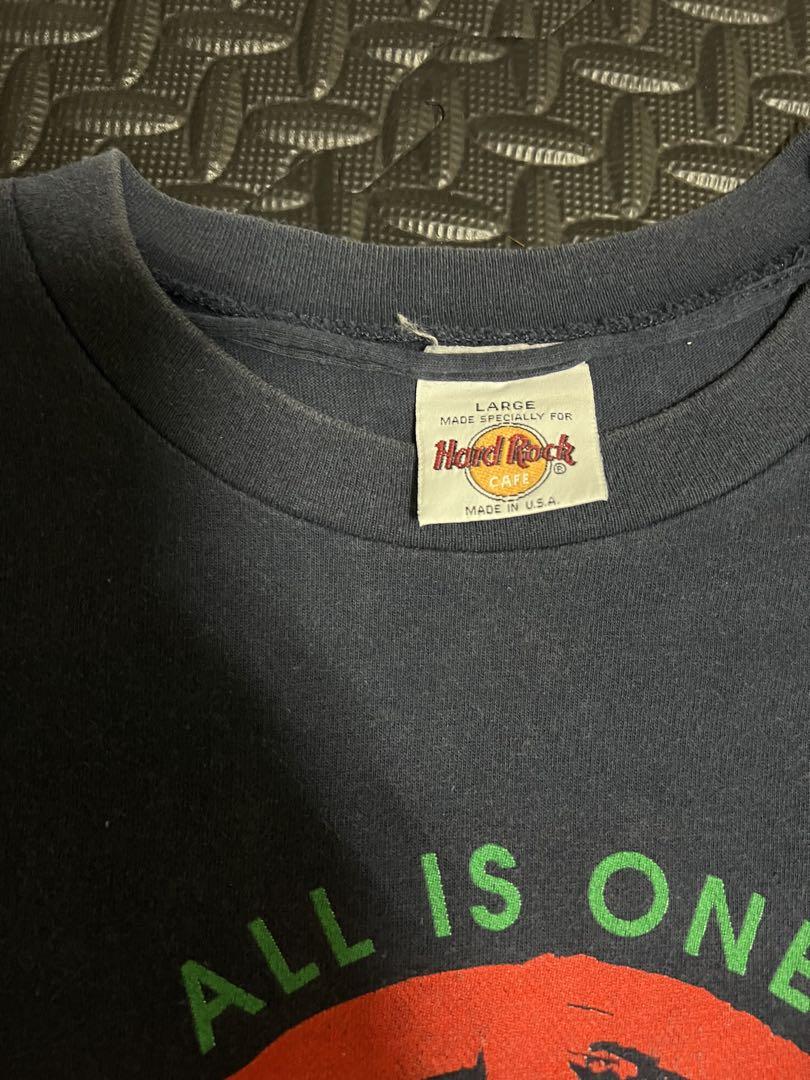 LARGE
MADE SPECIALLY FOR
Hard Rock
CAFE ®
MADE IN U.S.A.
ALL IS ONE